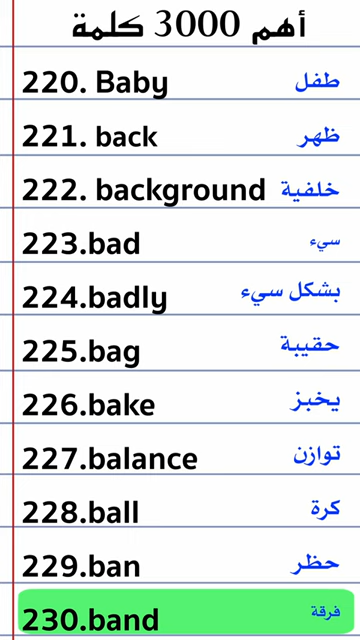 أهم 3000 كلمة
220. Baby طفل
221. back ظهر
222. background خلفية
223.bad سيء
224.badly بشكل سيء
225.bag حقيبة
226.bake يخبز
227.balance توازن
228.ball كرة
229.ban حظر
230.band فرقة